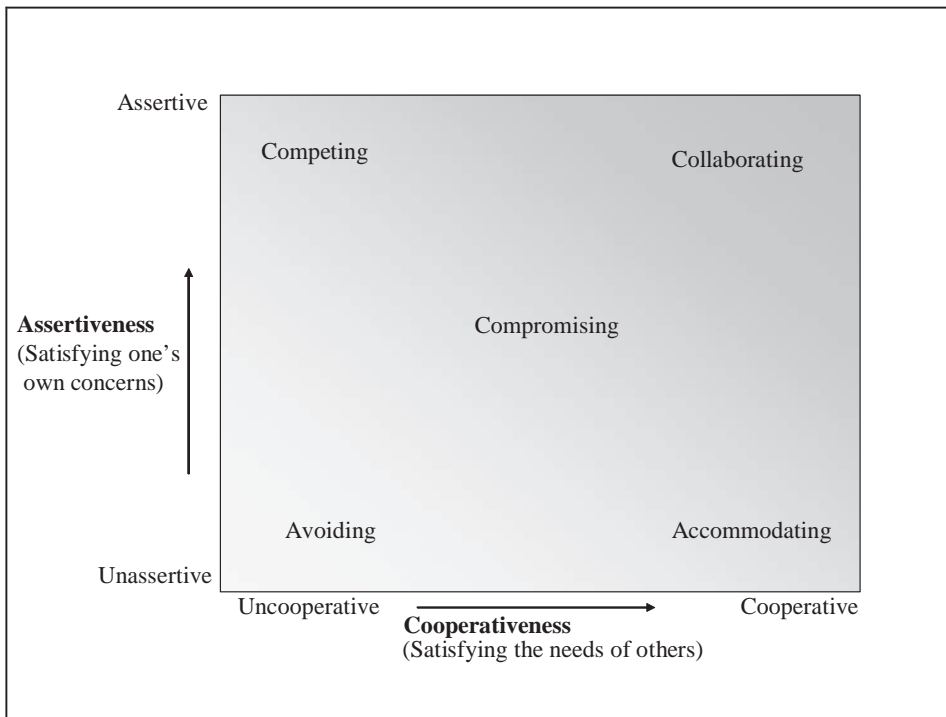 Assertive
Competing
Collaborating
Assertiveness
(Satisfying one’s
own concerns)
Compromising
Avoiding
Accommodating
Unassertive
Uncooperative
Cooperative
Cooperativeness
(Satisfying the needs of others)